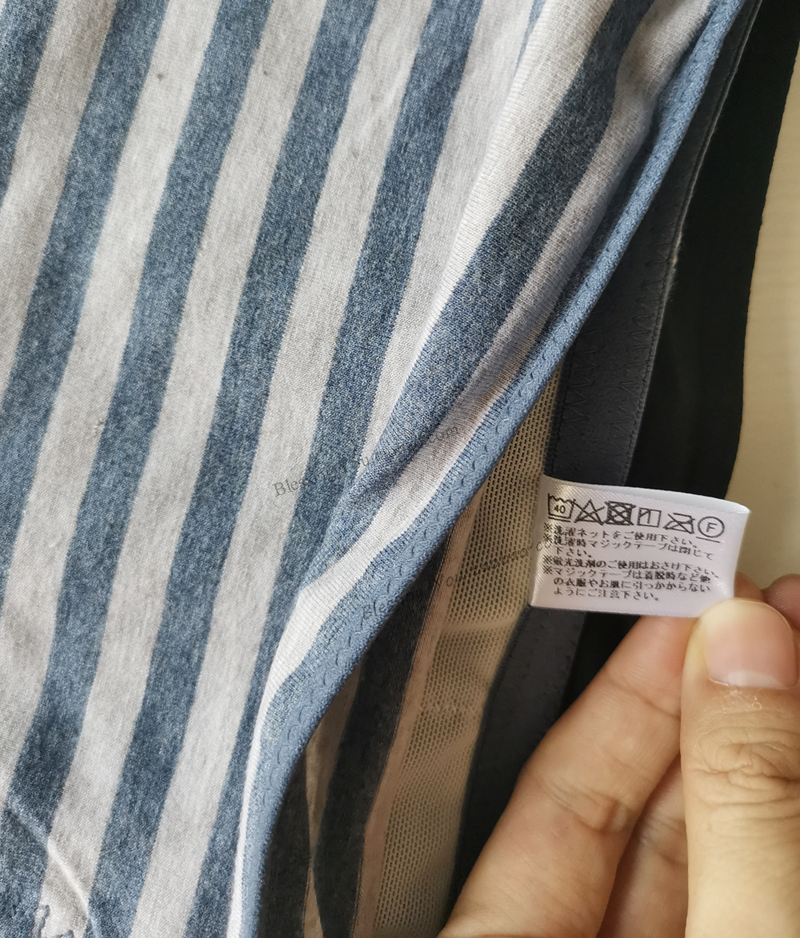 40
F
※洗濯ネットをご使用下さい。
※洗濯時マジックテープは閉じて
下さい。
※蛍光洗剤のご使用はおさけ下さい。
※マジックテープは着脱時など他
の衣服やお肌に引っかからない
ようにご注意下さい。